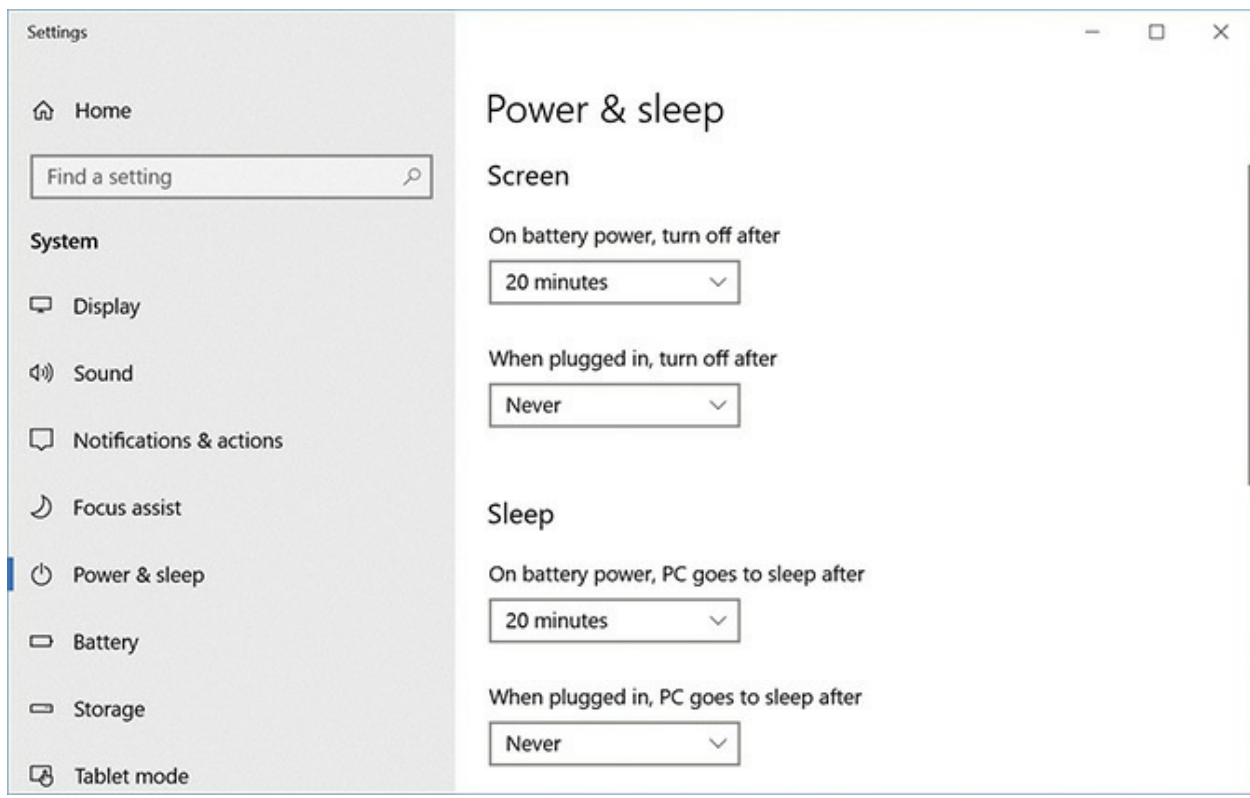 Settings
Home
Find a setting
System
Display
Sound
Notifications & actions
Focus assist
Power & sleep
Battery
Storage
Tablet mode
Power & sleep
Screen
On battery power, turn off after
20 minutes
When plugged in, turn off after
Never
Sleep
On battery power, PC goes to sleep after
20 minutes
When plugged in, PC goes to sleep after
Never